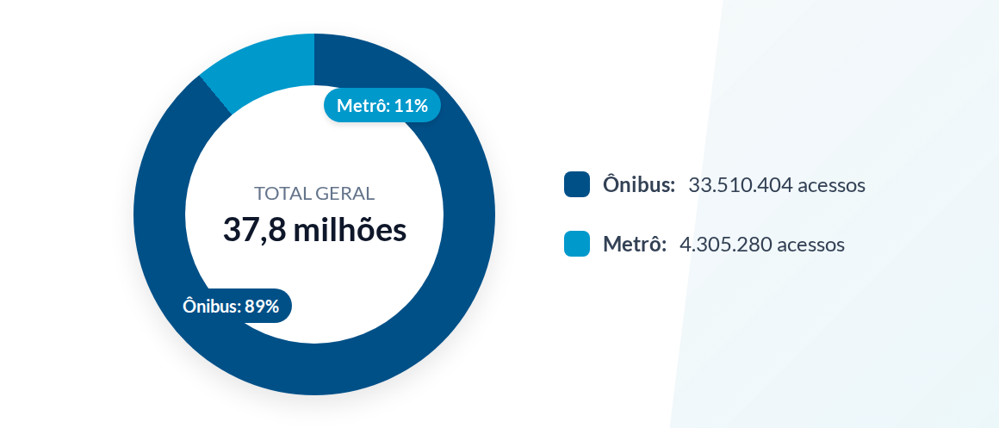 Metrô: 11%
TOTAL GERAL
37,8 milhões
Ônibus: 89%
Ônibus: 33.510.404 acessos
Metrô: 4.305.280 acessos